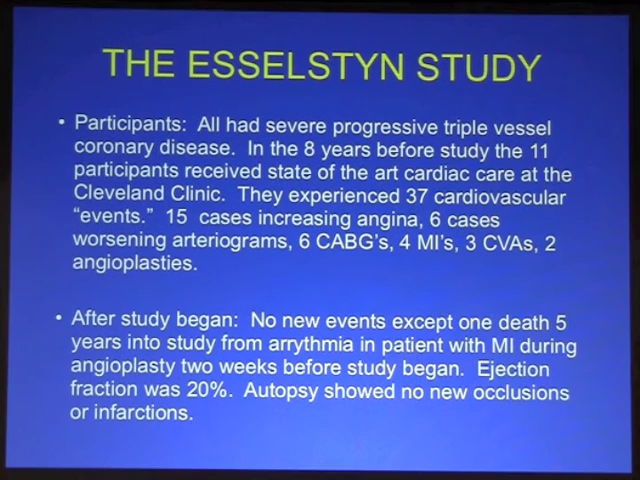 THE ESSELSTYN STUDY
• Participants: All had severe progressive triple vessel
coronary disease. In the 8 years before study the 11
participants received state of the art cardiac care at the
Cleveland Clinic. They experienced 37 cardiovascular
“events.” 15 cases increasing angina, 6 cases
worsening arteriograms, 6 CABG's, 4 MI's, 3 CVAs, 2
angioplasties.
• After study began: No new events except one death 5
years into study from arrythmia in patient with MI during
angioplasty two weeks before study began. Ejection
fraction was 20%. Autopsy showed no new occlusions
or infarctions.